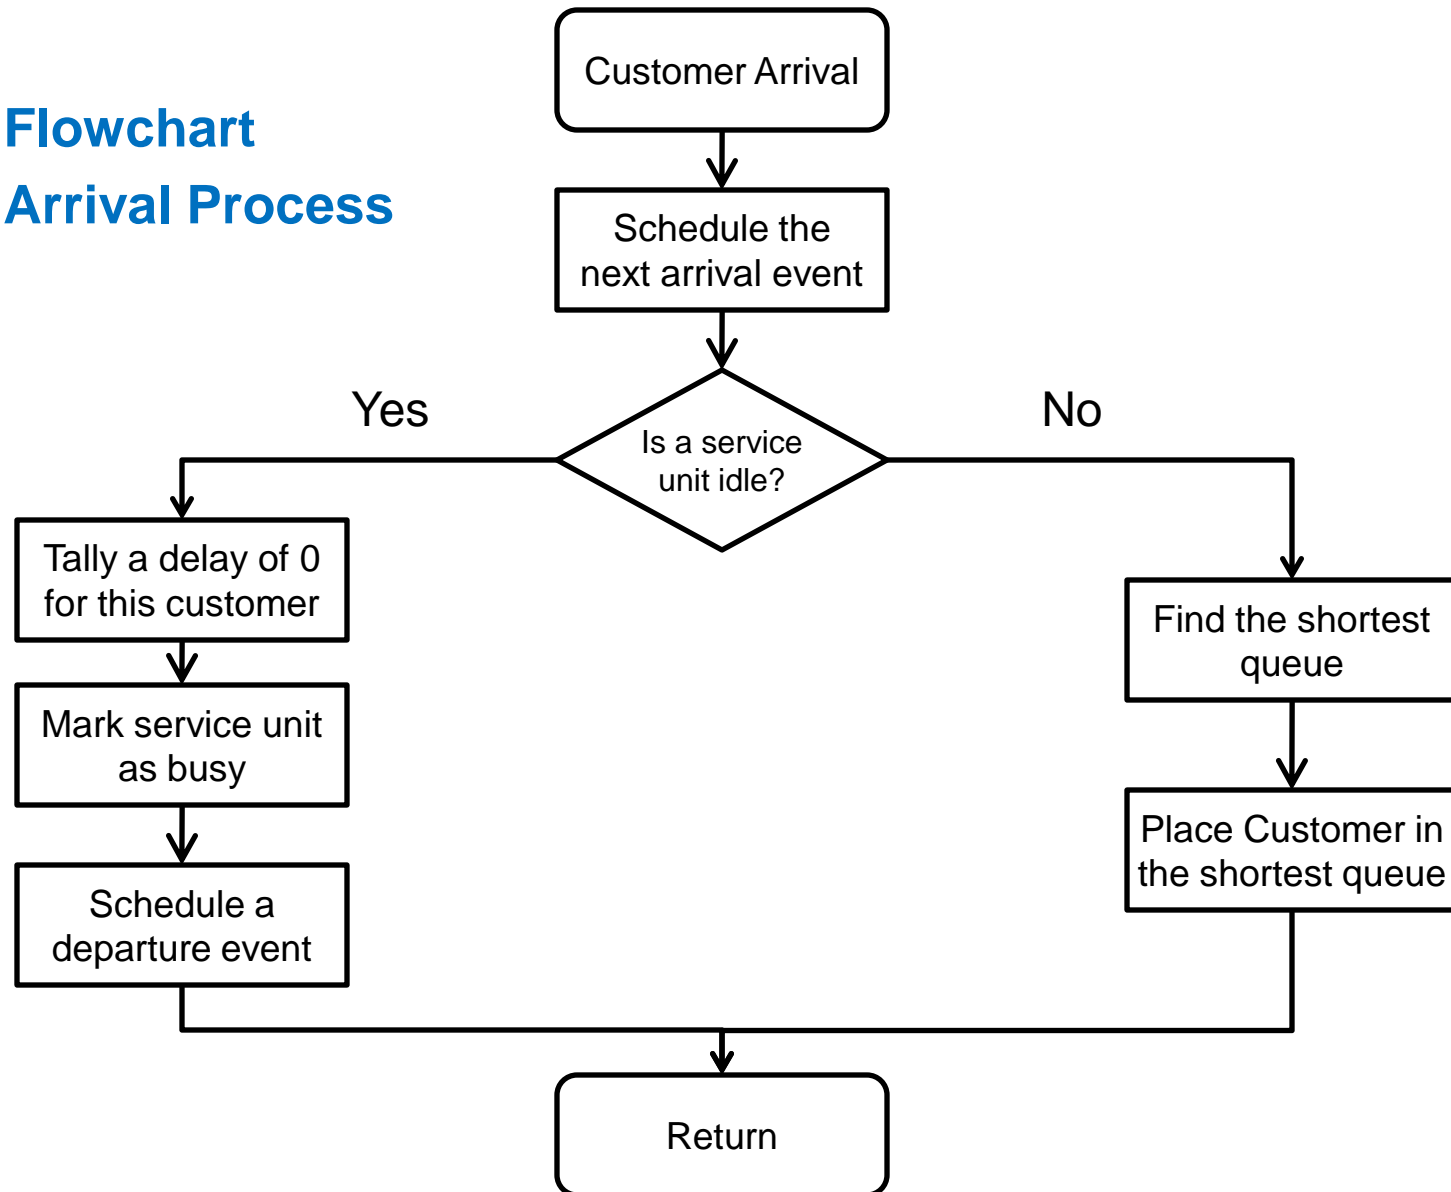 Flowchart
Arrival Process
Customer Arrival
Schedule the
next arrival event
Is a service
unit idle?
Yes
No
Tally a delay of 0
for this customer
Mark service unit
as busy
Schedule a
departure event
Find the shortest
queue
Place Customer in
the shortest queue
Return